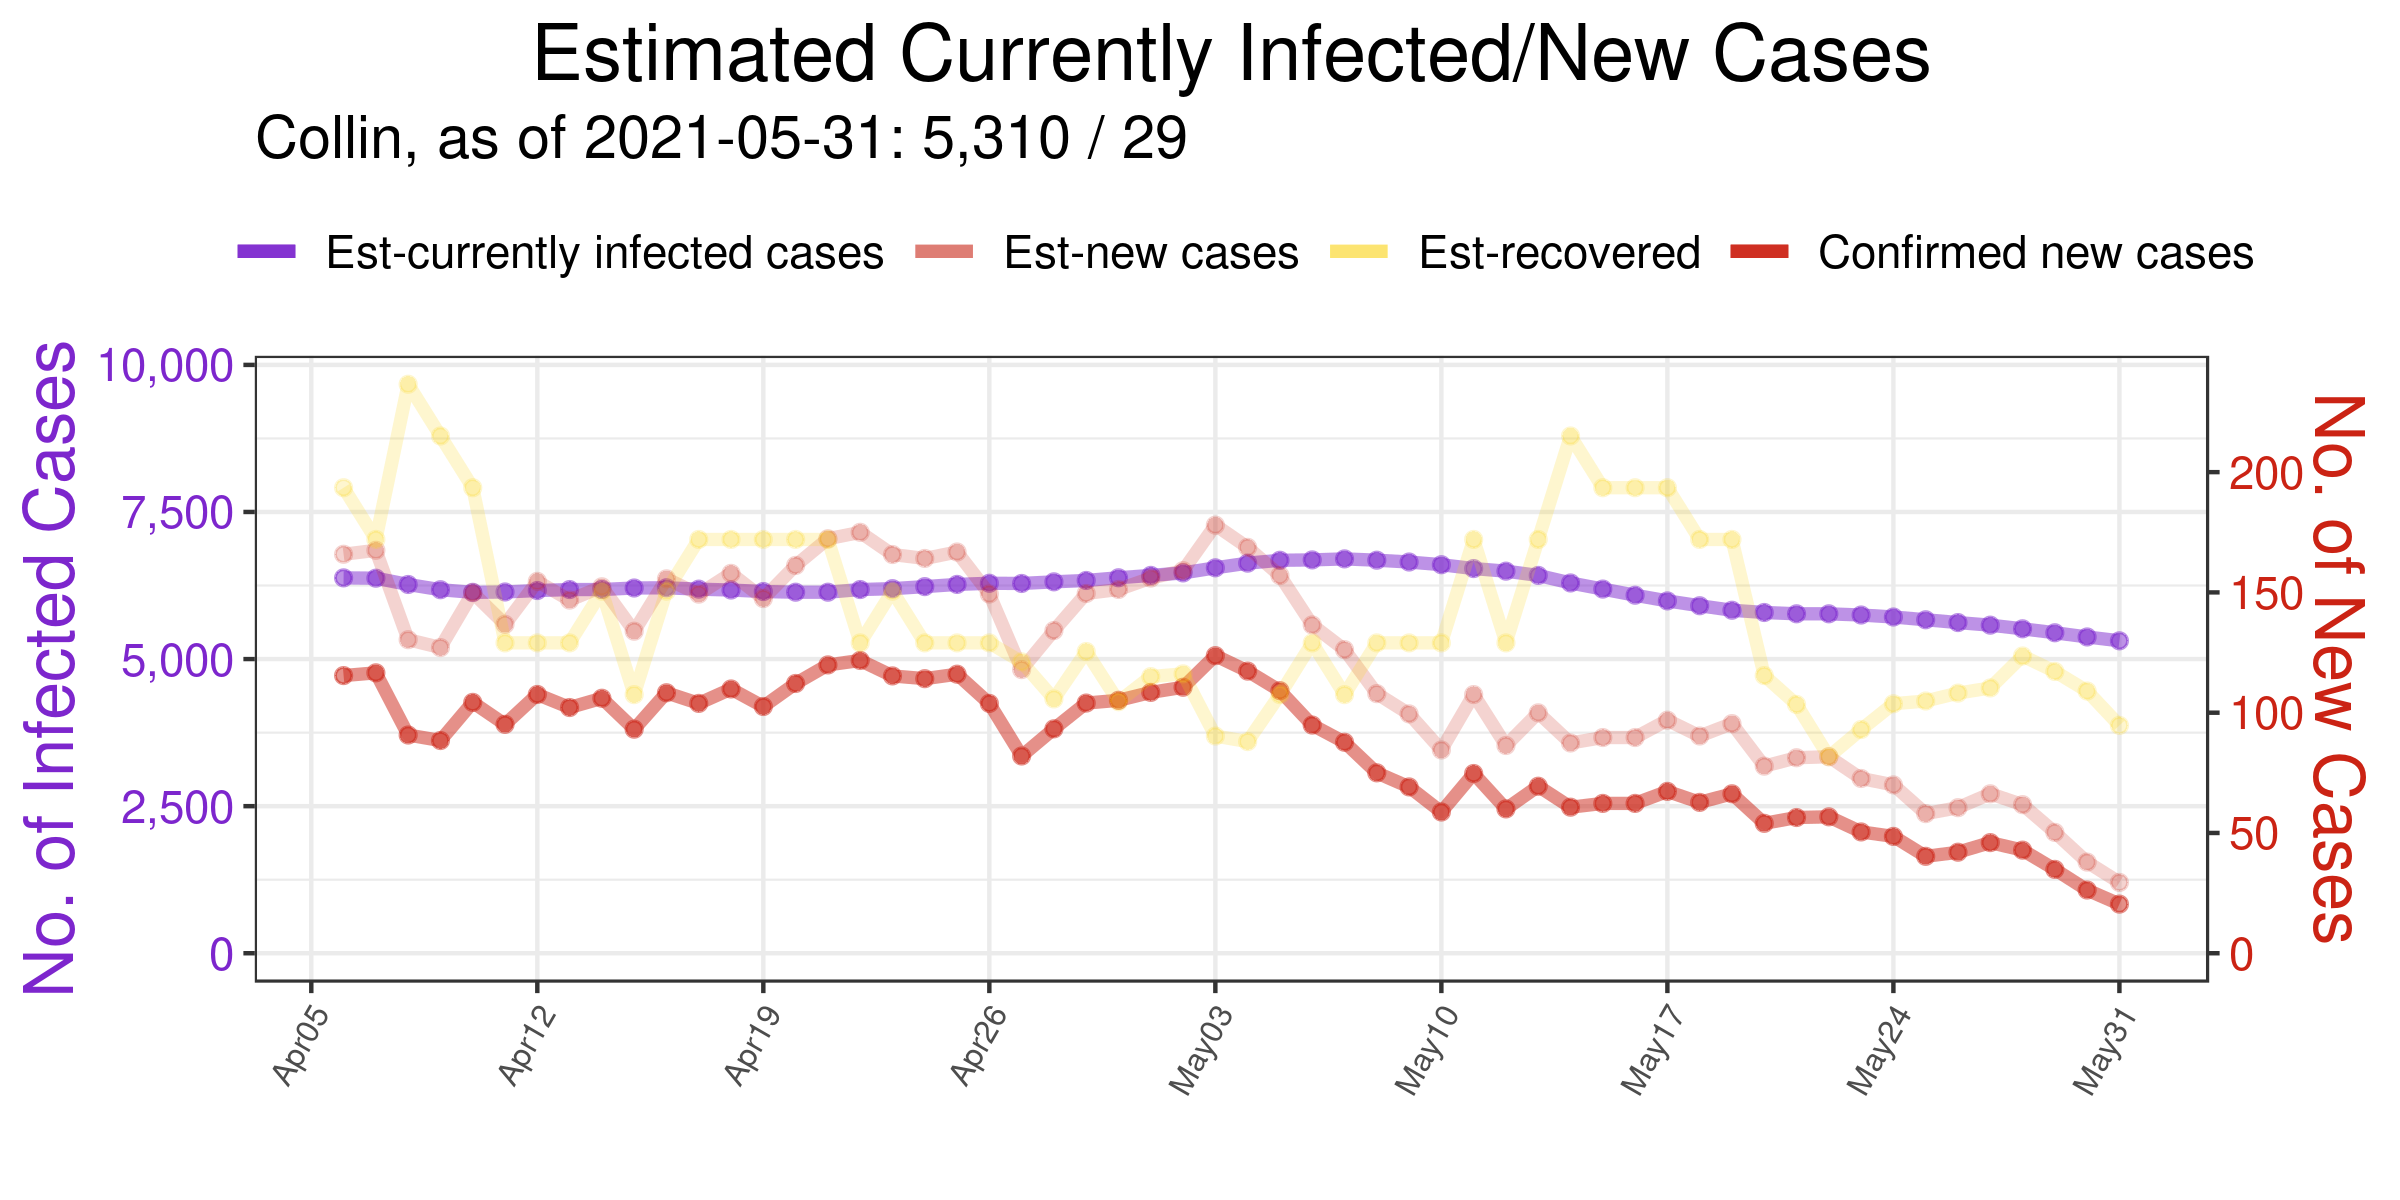 Estimated Currently Infected/New Cases
Collin, as of 2021-05-31: 5,310 / 29
Est-currently infected cases Est-new cases Est-recovered Confirmed new cases
No. of Infected Cases
10,000
7,500
5,000
2,500
0
No. of New Cases
200
150
100
50
0
Apr05 Apr12 Apr19 Apr26 May03 May10 May17 May24 May31